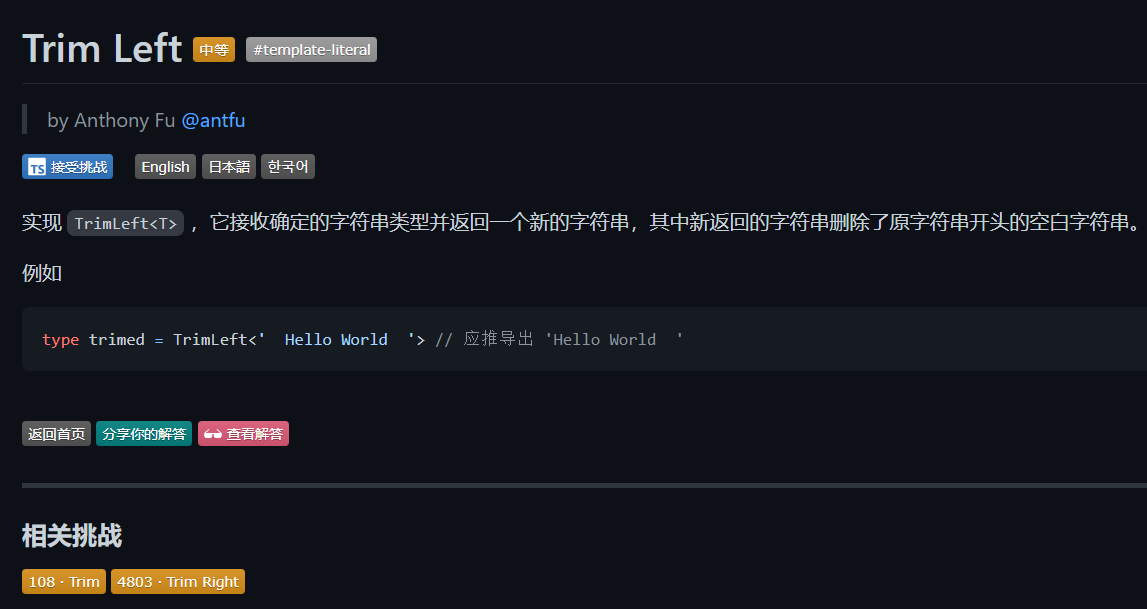 Trim Left 中等 #template-literal
by Anthony Fu @antfu
TS 接受挑战 English 日本語 한국어
实现 TrimLeft<T> ，它接收确定的字符串类型并返回一个新的字符串，其中新返回的字符串删除了原字符串开头的空白字符串。
例如
type trimed = TrimLeft<'  Hello World  '> // 应推导出 'Hello World  '
返回首页 分享你的解答 查看解答
相关挑战
108・Trim 4803・Trim Right